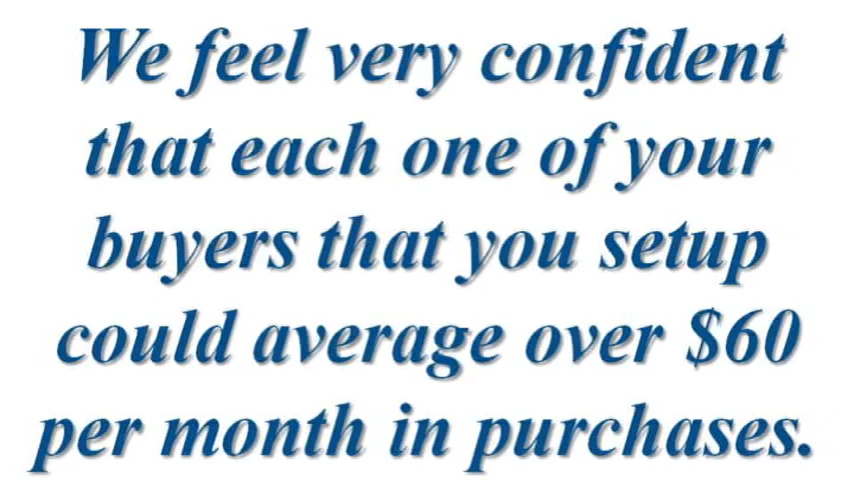 We feel very confident
that each one of your
buyers that you setup
could average over $60
per month in purchases.